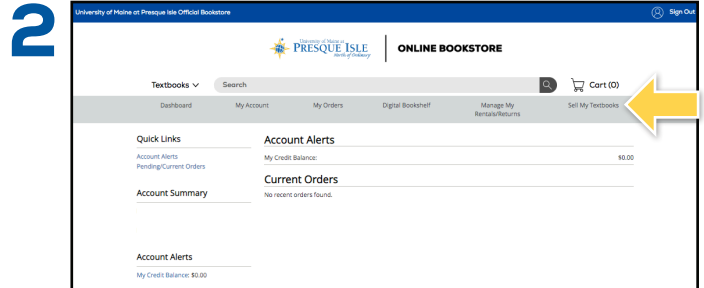 2
University of Maine at Presque Isle Official Bookstore
Sign Out
University of Maine at
PRESQUE ISLE
North of Ordinary
ONLINE BOOKSTORE
Textbooks
Search
Cart (0)
Dashboard
My Account
My Orders
Digital Bookshelf
Manage My
Rentals/Returns
Sell My Textbooks
Quick Links
Account Alerts
Pending/Current Orders
Account Summary
Account Alerts
My Credit Balance: $0.00
Account Alerts
My Credit Balance:
$0.00
Current Orders
No recent orders found.